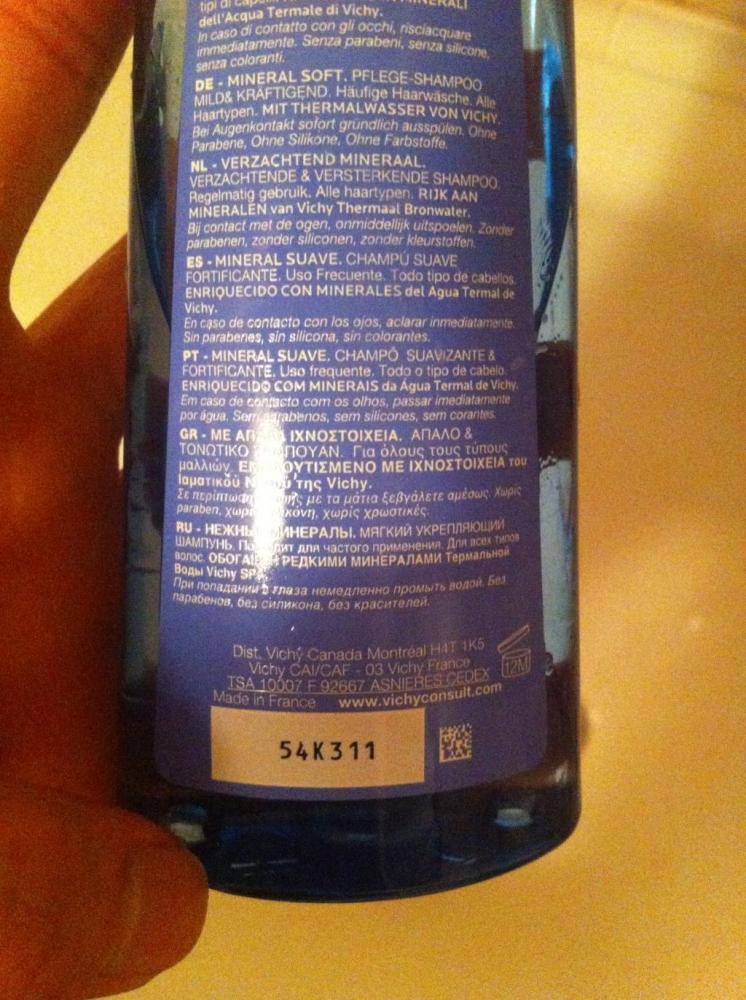 tipi di
dell'Acqua Termale di Vichy.
In caso di contatto con gli occhi, risciacquare
immediatamente. Senza parabeni, senza silicone,
senza coloranti.
DE - MINERAL SOFT. PFLEGE-SHAMPOO
MILD& KRÄFTIGEND. Häufige Haarwäsche. Alle
Haartypen. MIT THERMALWASSER VON VICHY.
Bei Augenkontakt sofort gründlich ausspülen. Ohne
Parabene, Ohne Silikone, Ohne Farbstoffe.
NL - VERZACHTEND MINERAAL.
VERZACHTENDE & VERSTERKENDE SHAMPOO.
Regelmatig gebruik. Alle haartypen. RIJK AAN
MINERALEN van Vichy Thermaal Bronwater.
Bij contact met de ogen, onmiddellijk uitspoelen. Zonder
parabenen, zonder siliconen, zonder kleurstoffen.
ES - MINERAL SUAVE. CHAMPÚ SUAVE
FORTIFICANTE. Uso Frecuente. Todo tipo de cabellos.
ENRIQUECIDO CON MINERALES del Agua Termal de
Vichy.
En caso de contacto con los ojos, aclarar inmediatamente.
Sin parabenes, sin silicona, sin colorantes.
PT - MINERAL SUAVE. CHAMPÔ SUAVIZANTE &
FORTIFICANTE. Uso frequente. Todo o tipo de cabelo.
ENRIQUECIDO COM MINERAIS da Água Termal de Vichy.
Em caso de contacto com os olhos, passar imediatamente
por água. Sem parabenos, sem silicones, sem corantes.
GR - ΜΕ ΙΧΝΟΣΤΟΙΧΕΙΑ. ΑΠΑΛΟ &
ΤΟΝΩΤΙΚΟ Για όλους τους τύπους
μαλλιών. ΜΕ ΙΧΝΟΣΤΟΙΧΕΙΑ του
Ιαματικού της Vichy.
Σε περίπτωση με τα μάτια ξεβγάλετε αμέσως. Χωρίς
paraben, χωρίς χωρίς χρωστικές.
RU - НЕЖНЫЕ МИНЕРАЛЫ. МЯГКИЙ УКРЕПЛЯЮЩИЙ
ШАМПУНЬ. для частого применения. Для всех типов
волос. РЕДКИМИ МИНЕРАЛАМИ Термальной
Воды Vichy
При попадании в глаза немедленно промыть водой. Без
парабенов, без силикона, без красителей.
Dist. Vichy Canada Montréal H4T 1K5
Vichy CAI/CAF - 03 Vichy France
TSA 10007 F 92667 ASNIERES CEDEX
Made in France www.vichyconsult.com
12M
54K311